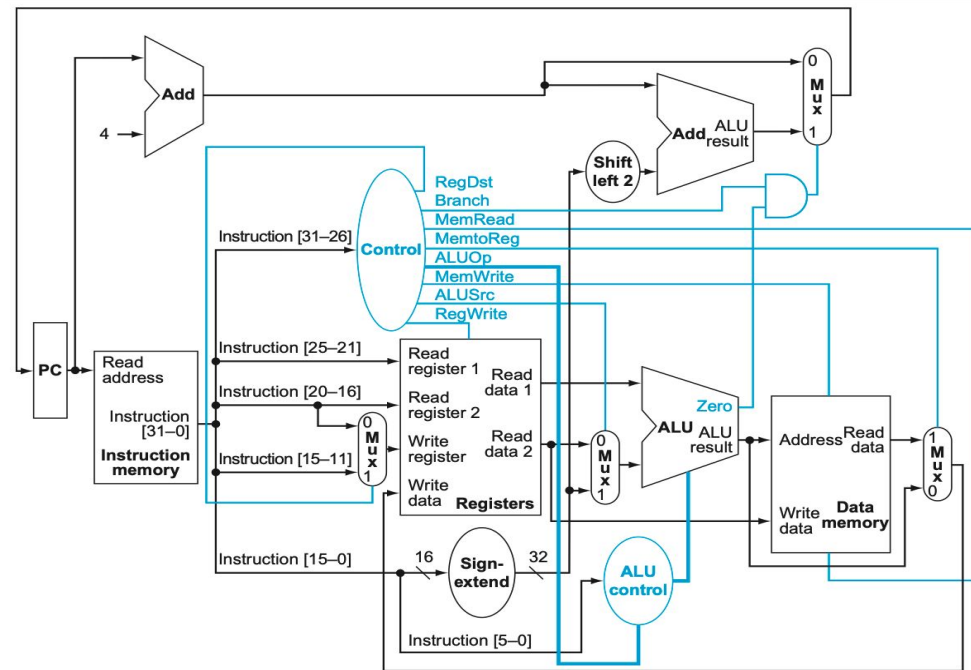 Add
4
0
Mux
1
Add
ALU
result
Shift
left 2
RegDst
Branch
MemRead
MemtoReg
ALUOp
MemWrite
ALUSrc
RegWrite
Control
Instruction [31–26]
Instruction [25–21]
Instruction [20–16]
Instruction [15–11]
Instruction [15–0]
Instruction [5–0]
PC
Read
address
Instruction
[31–0]
Instruction
memory
0
Mux
1
Read
register 1
Read
register 2
Write
register
Write
data
Read
data 1
Read
data 2
Registers
0
Mux
1
Zero
ALU
ALU
result
Address
Read
data
Write
data
Data
memory
1
Mux
0
16
Sign-
extend
32
ALU
control